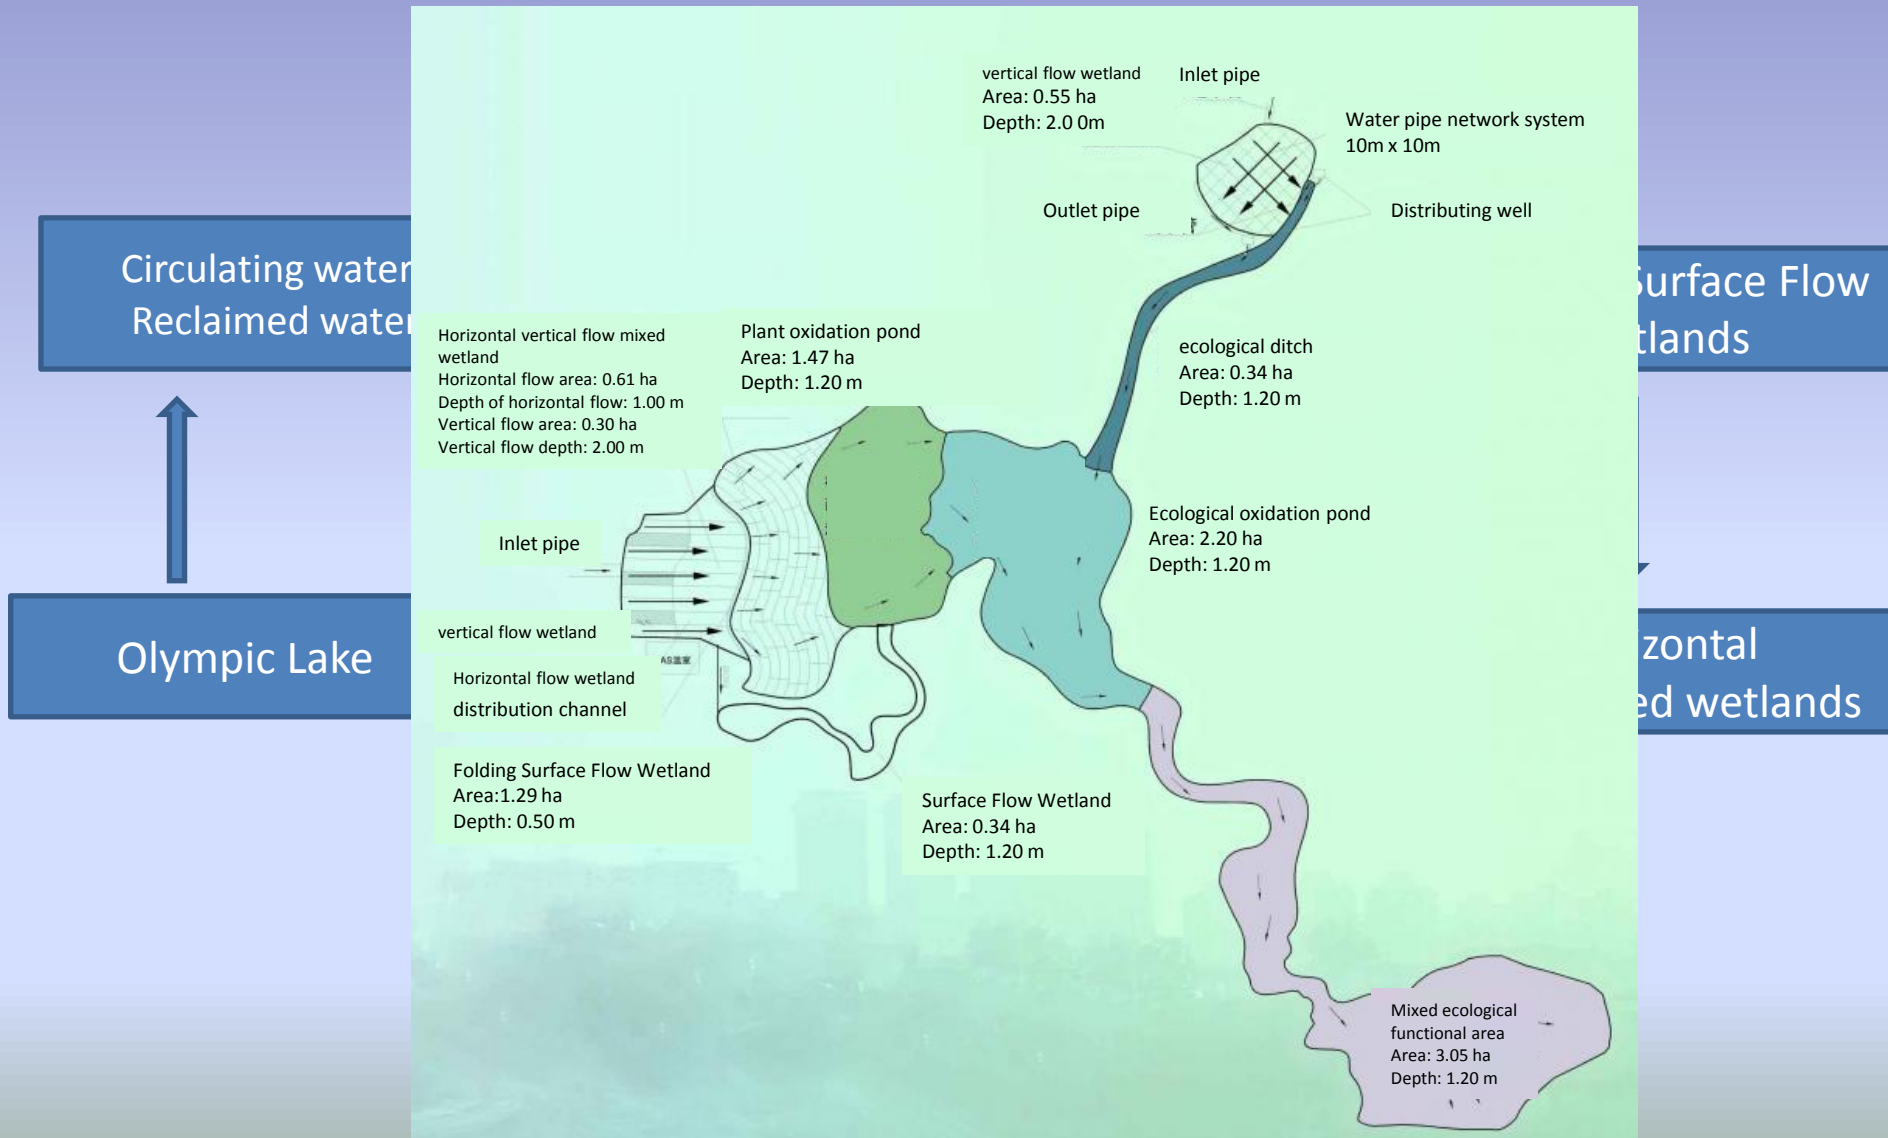 vertical flow wetland
Area: 0.55 ha
Depth: 2.0 0m
Inlet pipe
Water pipe network system
10m x 10m
Outlet pipe
Distributing well
Circulating water
Reclaimed water
Surface Flow
tlands
Horizontal vertical flow mixed
wetland
Horizontal flow area: 0.61 ha
Depth of horizontal flow: 1.00 m
Vertical flow area: 0.30 ha
Vertical flow depth: 2.00 m
Plant oxidation pond
Area: 1.47 ha
Depth: 1.20 m
ecological ditch
Area: 0.34 ha
Depth: 1.20 m
Inlet pipe
Ecological oxidation pond
Area: 2.20 ha
Depth: 1.20 m
vertical flow wetland
Olympic Lake
AS温室
Horizontal flow wetland
distribution channel
zontal
ed wetlands
Folding Surface Flow Wetland
Area:1.29 ha
Depth: 0.50 m
Surface Flow Wetland
Area: 0.34 ha
Depth: 1.20 m
Mixed ecological
functional area
Area: 3.05 ha
Depth: 1.20 m